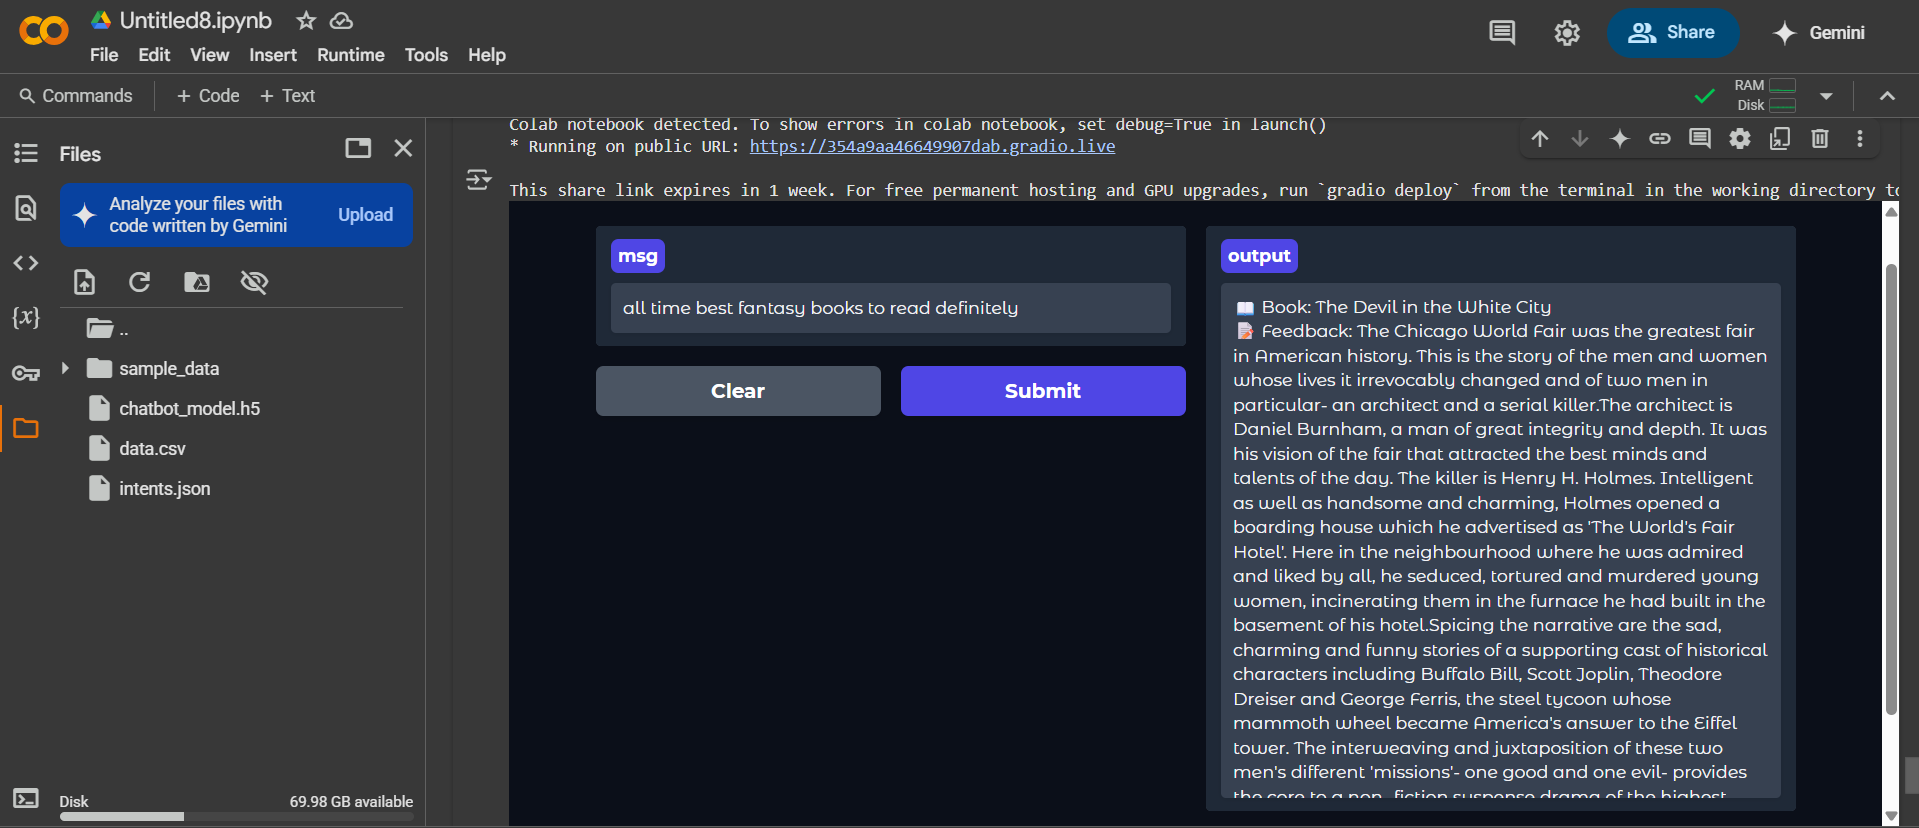 Untitled8.ipynb
File Edit View Insert Runtime Tools Help
Share
Gemini
Commands
+ Code
+ Text
RAM
Disk
Files
Analyze your files with
code written by Gemini
Upload
{x}
..
sample_data
chatbot_model.h5
data.csv
intents.json
Disk
69.98 GB available
Colab notebook detected. To show errors in colab notebook, set debug=True in launch()
* Running on public URL: https://354a9aa46649907dab.gradio.live
This share link expires in 1 week. For free permanent hosting and GPU upgrades, run `gradio deploy` from the terminal in the working directory to
msg
all time best fantasy books to read definitely
Clear
Submit
output
📖 Book: The Devil in the White City
📝 Feedback: The Chicago World Fair was the greatest fair
in American history. This is the story of the men and women
whose lives it irrevocably changed and of two men in
particular- an architect and a serial killer.The architect is
Daniel Burnham, a man of great integrity and depth. It was
his vision of the fair that attracted the best minds and
talents of the day. The killer is Henry H. Holmes. Intelligent
as well as handsome and charming, Holmes opened a
boarding house which he advertised as 'The World's Fair
Hotel'. Here in the neighbourhood where he was admired
and liked by all, he seduced, tortured and murdered young
women, incinerating them in the furnace he had built in the
basement of his hotel.Spicing the narrative are the sad,
charming and funny stories of a supporting cast of historical
characters including Buffalo Bill, Scott Joplin, Theodore
Dreiser and George Ferris, the steel tycoon whose
mammoth wheel became America's answer to the Eiffel
tower. The interweaving and juxtaposition of these two
men's different 'missions'- one good and one evil- provides
the core to a non- fiction suspense drama of the highest